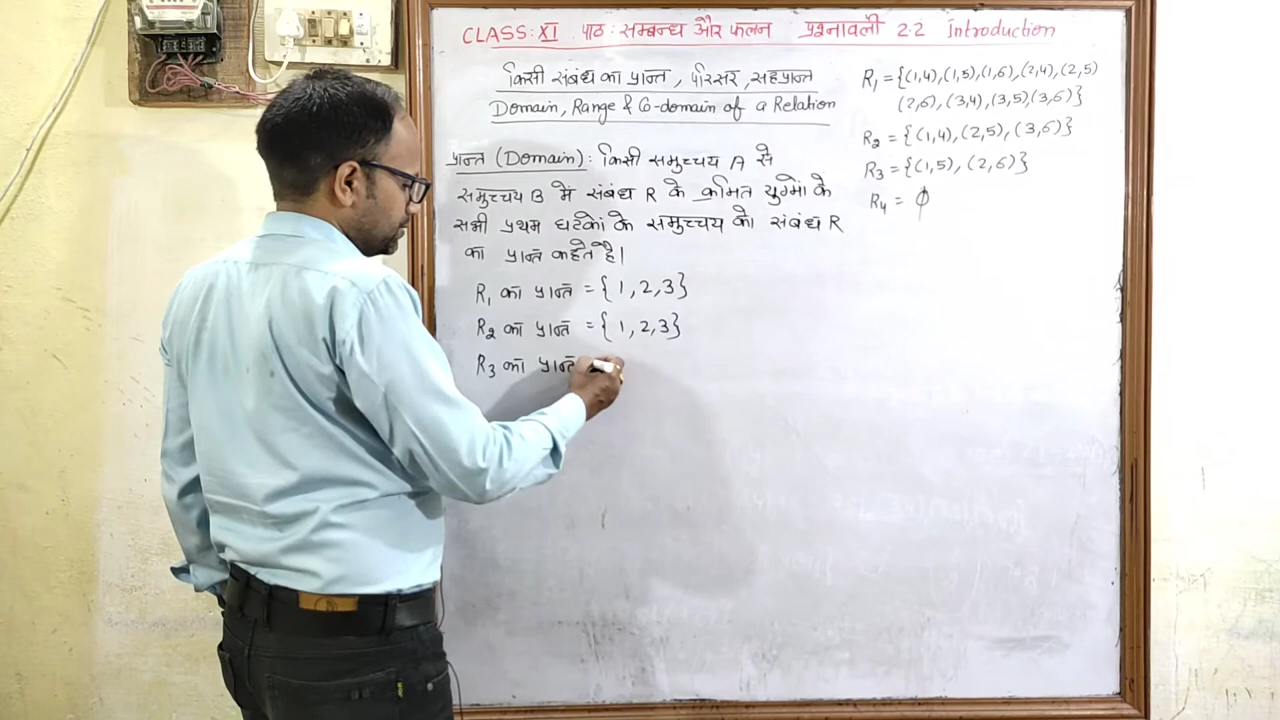 CLASS: XI पाठ: सम्बन्ध और फलन प्रश्नावली 2.2 Introduction
किसी संबंध का प्रान्त, परिसर, सहप्रान्त
Domain, Range & Co-domain of a Relation
प्रान्त (Domain): किसी समुच्चय A से
समुच्चय B में संबंध R के क्रमित युग्मों के
सभी प्रथम घटकों के समुच्चय को संबंध R
का प्रान्त कहते है।
R₁ का प्रान्त = {1,2,3}
R₂ का प्रान्त = {1,2,3}
R₃ का प्रान्त
R₁ = {(1,4),(1,5),(1,6),(2,4),(2,5)
(2,6),(3,4),(3,5)(3,6)}
R₂ = {(1,4),(2,5),(3,6)}
R₃ = {(1,5),(2,6)}
R₄ = ϕ